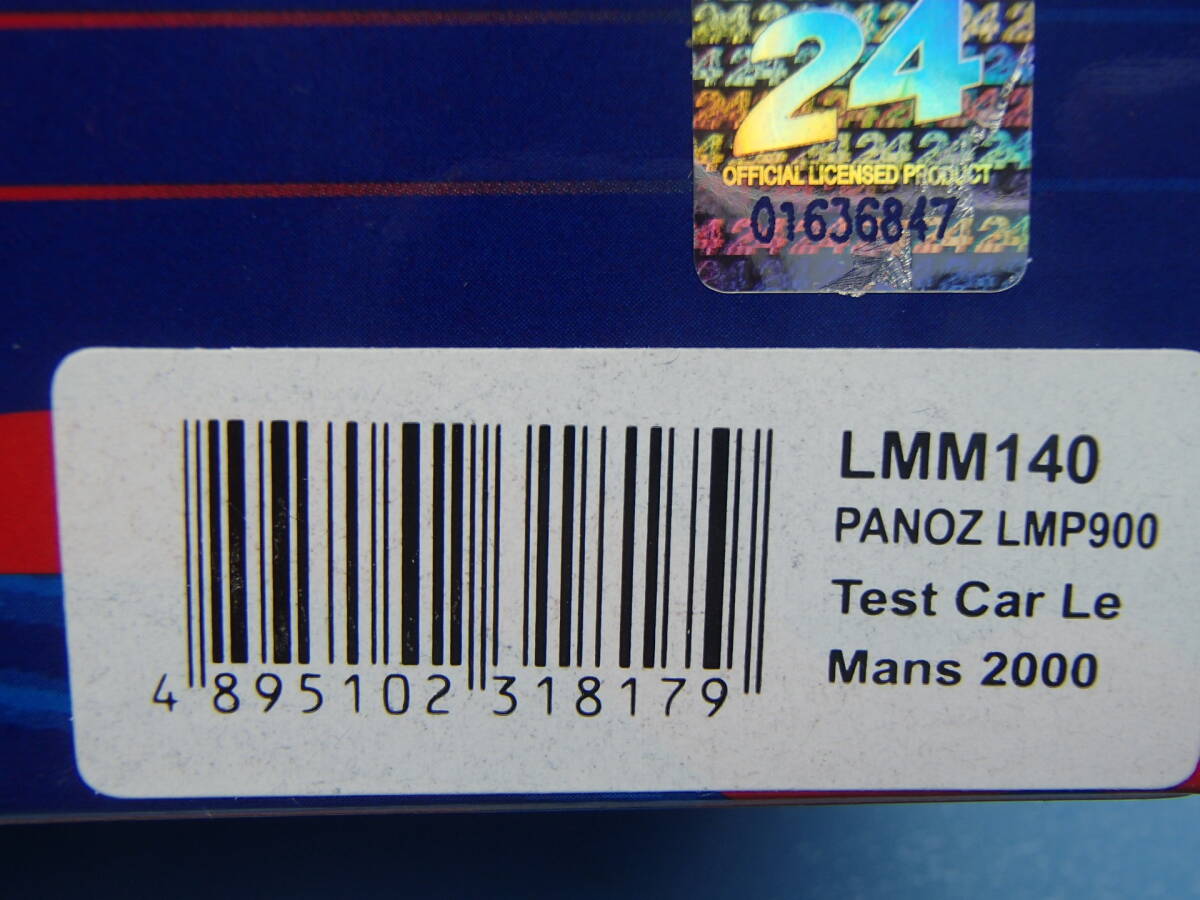 24
OFFICIAL LICENSED PRODUCT
01636847
LMM140
PANOZ LMP900
Test Car Le
Mans 2000
4 895102 318179